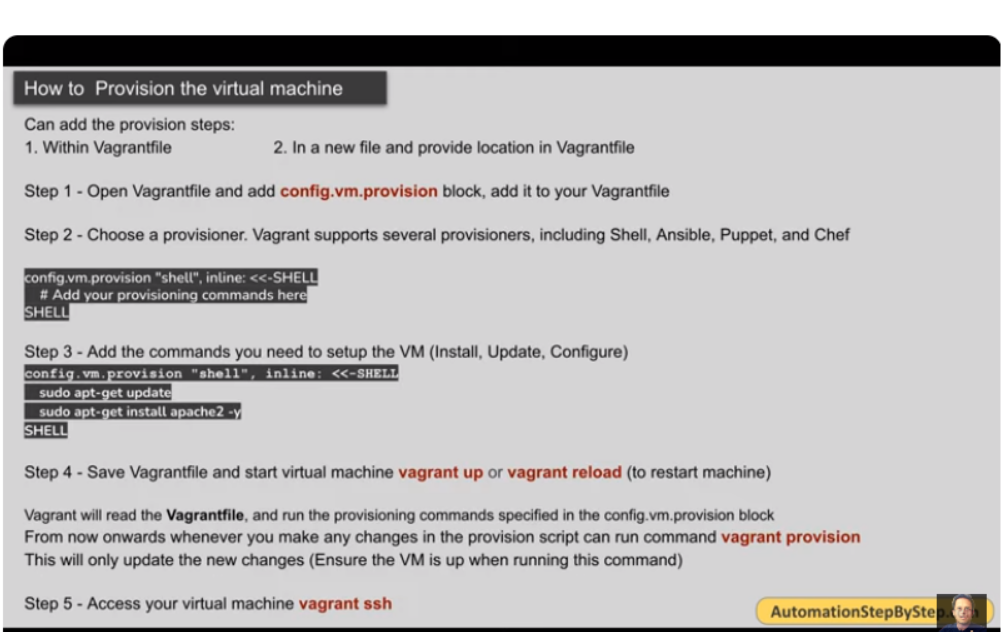 How to Provision the virtual machine
Can add the provision steps:
1. Within Vagrantfile 2. In a new file and provide location in Vagrantfile
Step 1 - Open Vagrantfile and add config.vm.provision block, add it to your Vagrantfile
Step 2 - Choose a provisioner. Vagrant supports several provisioners, including Shell, Ansible, Puppet, and Chef
config.vm.provision "shell", inline: <<-SHELL
# Add your provisioning commands here
SHELL
Step 3 - Add the commands you need to setup the VM (Install, Update, Configure)
config.vm.provision "shell", inline: <<-SHELL
sudo apt-get update
sudo apt-get install apache2 -y
SHELL
Step 4 - Save Vagrantfile and start virtual machine vagrant up or vagrant reload (to restart machine)
Vagrant will read the Vagrantfile, and run the provisioning commands specified in the config.vm.provision block
From now onwards whenever you make any changes in the provision script can run command vagrant provision
This will only update the new changes (Ensure the VM is up when running this command)
Step 5 - Access your virtual machine vagrant ssh
AutomationStepByStep